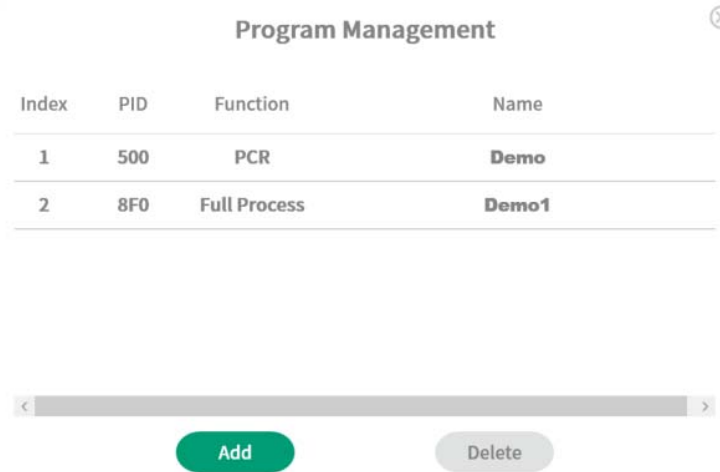 Program Management
Index PID Function Name
1 500 PCR Demo
2 8F0 Full Process Demo1
Add Delete